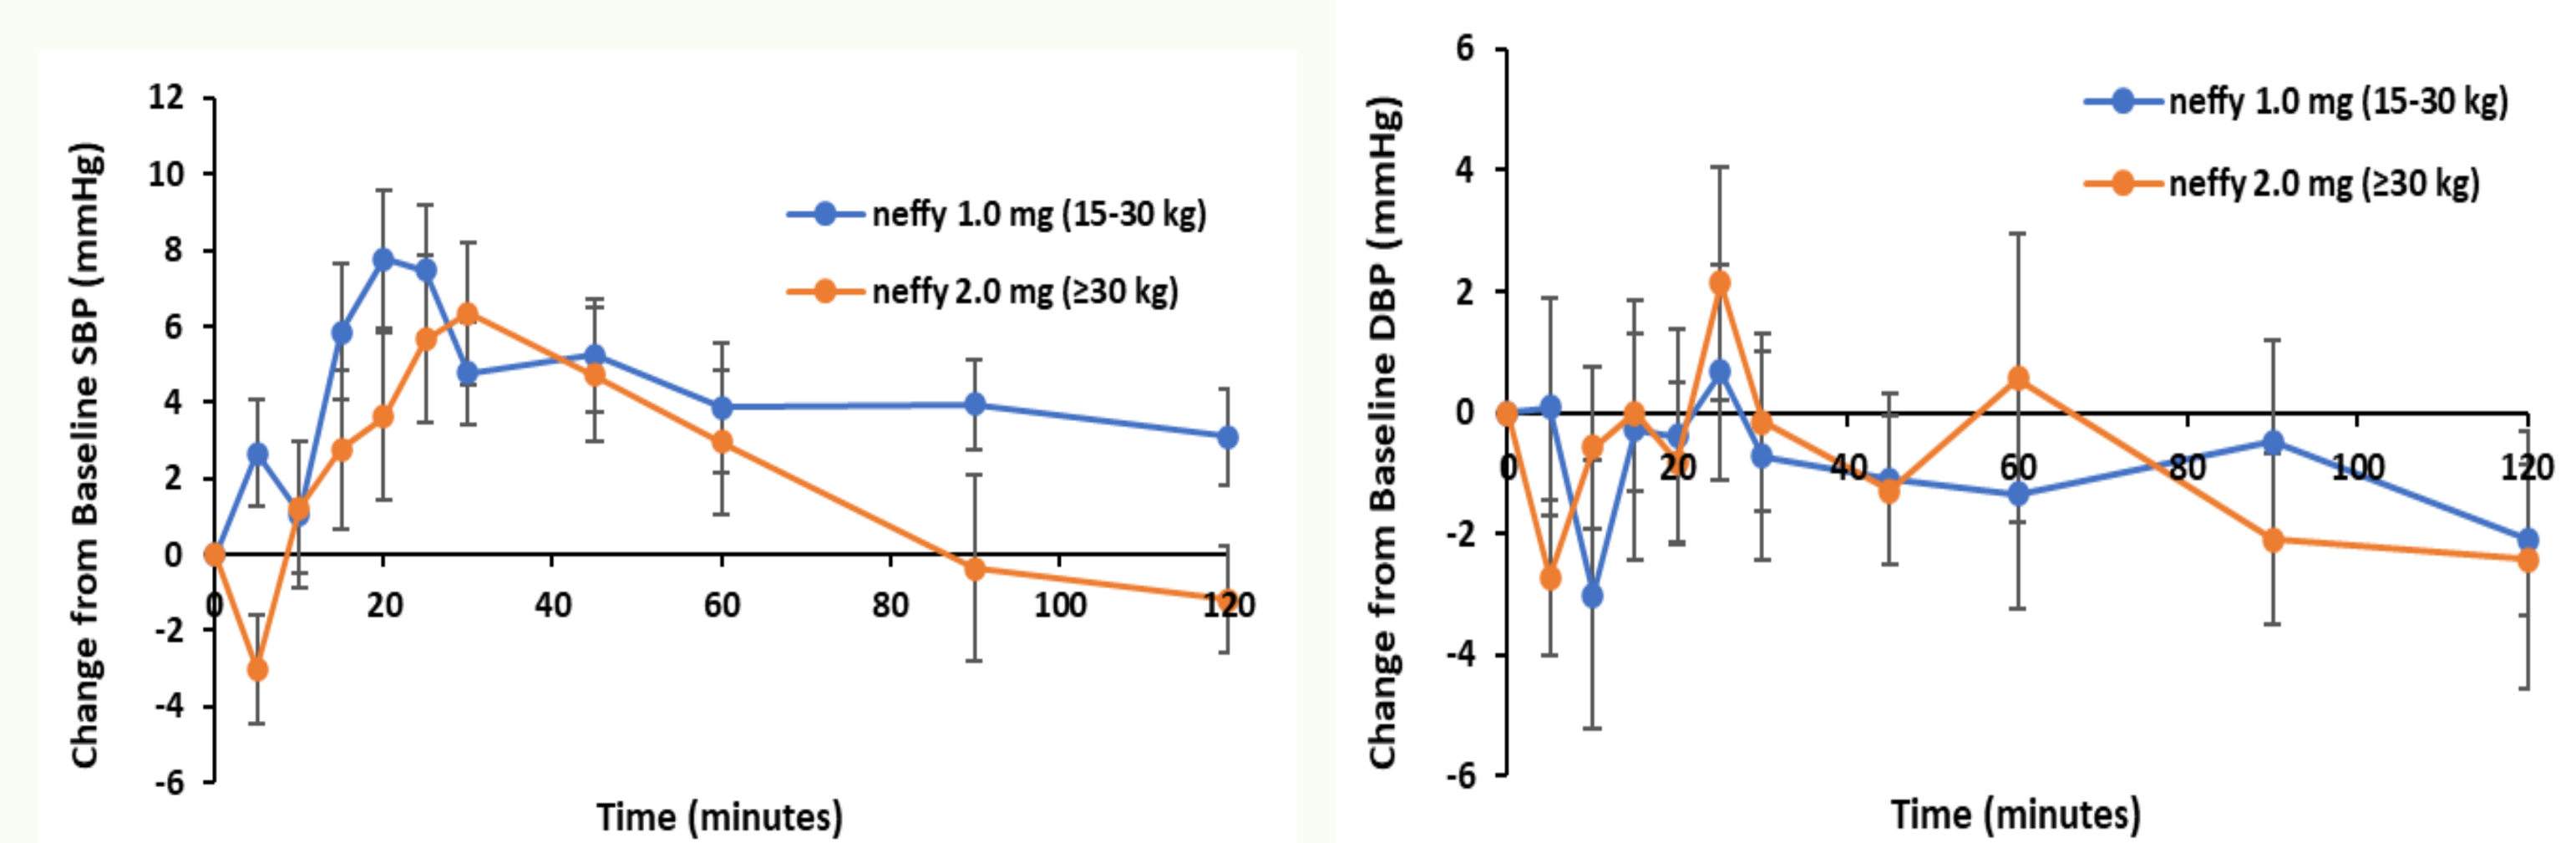 Change from Baseline SBP (mmHg)
12
10
8
6
4
2
0
-2
-4
-6
0 20 40 60 80 100 120
Time (minutes)
neffy 1.0 mg (15-30 kg)
neffy 2.0 mg (≥30 kg)
Change from Baseline DBP (mmHg)
6
4
2
0
-2
-4
-6
0 20 40 60 80 100 120
Time (minutes)
neffy 1.0 mg (15-30 kg)
neffy 2.0 mg (≥30 kg)